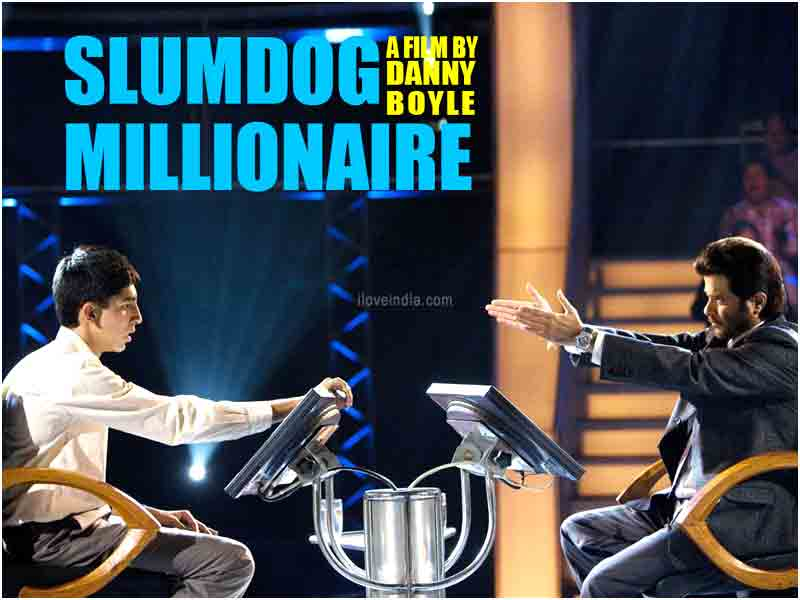 SLUMDOG
A FILM BY
DANNY
BOYLE
MILLIONAIRE
iloveindia.com